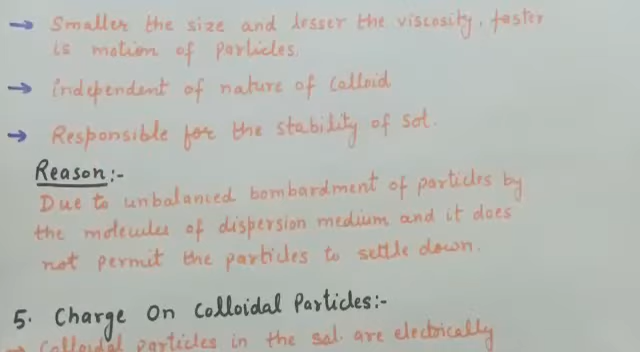 → Smaller the size and lesser the viscosity, faster
is motion of particles.
→ Independent of nature of Colloid
→ Responsible for the stability of sol.
Reason:-
Due to unbalanced bombardment of particles by
the molecules of dispersion medium and it does
not permit the particles to settle down.
5. Charge On Colloidal Particles:-
→ Colloidal particles in the sol. are electrically